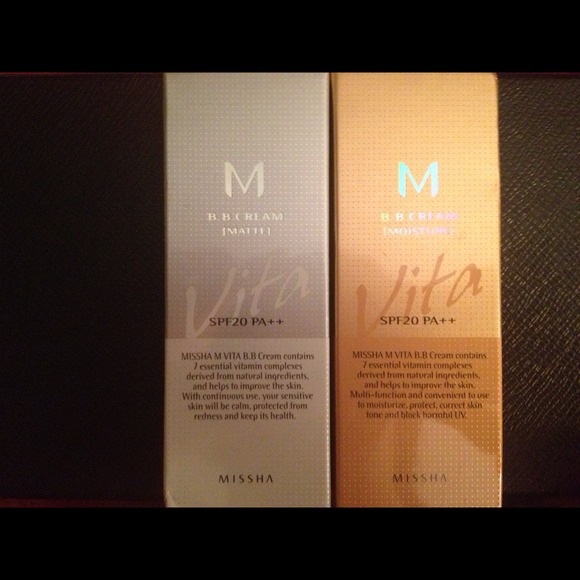 M
B.B.CREAM
[MATTE]
Vita
SPF20 PA++
MISSHA M VITA B.B Cream contains
7 essential vitamin complexes
derived from natural ingredients,
and helps to improve the skin.
With continuous use, your sensitive
skin will be calm, protected from
redness and keep its health.
MISSHA
M
B.B.CREAM
[MOISTURE]
Vita
SPF20 PA++
MISSHA M VITA B.B Cream contains
7 essential vitamin complexes
derived from natural ingredients,
and helps to improve the skin.
Multi-function and convenient to use
to moisturize, protect, correct skin
tone and block harmful UV.
MISSHA